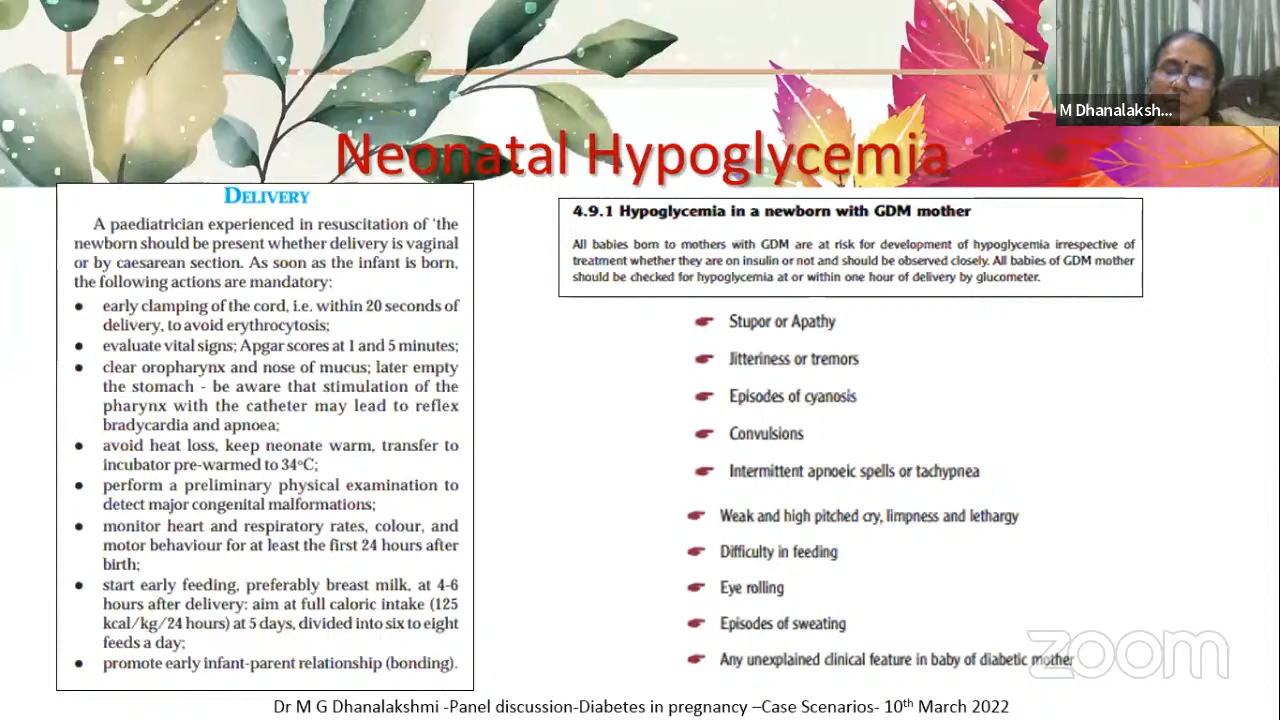 M Dhanalaksh...
Neonatal Hypoglycemia
DELIVERY
A paediatrician experienced in resuscitation of 'the
newborn should be present whether delivery is vaginal
or by caesarean section. As soon as the infant is born,
the following actions are mandatory:
● early clamping of the cord, i.e. within 20 seconds of
delivery, to avoid erythrocytosis;
● evaluate vital signs; Apgar scores at 1 and 5 minutes;
● clear oropharynx and nose of mucus; later empty
the stomach - be aware that stimulation of the
pharynx with the catheter may lead to reflex
bradycardia and apnoea;
● avoid heat loss, keep neonate warm, transfer to
incubator pre-warmed to 34°C;
● perform a preliminary physical examination to
detect major congenital malformations;
● monitor heart and respiratory rates, colour, and
motor behaviour for at least the first 24 hours after
birth;
● start early feeding, preferably breast milk, at 4-6
hours after delivery: aim at full caloric intake (125
kcal/kg/24 hours) at 5 days, divided into six to eight
feeds a day;
● promote early infant-parent relationship (bonding).
4.9.1 Hypoglycemia in a newborn with GDM mother
All babies born to mothers with GDM are at risk for development of hypoglycemia irrespective of
treatment whether they are on insulin or not and should be observed closely. All babies of GDM mother
should be checked for hypoglycemia at or within one hour of delivery by glucometer.
Stupor or Apathy
Jitteriness or tremors
Episodes of cyanosis
Convulsions
Intermittent apnoeic spells or tachypnea
Weak and high pitched cry, limpness and lethargy
Difficulty in feeding
Eye rolling
Episodes of sweating
Any unexplained clinical feature in baby of diabetic mother
zoom
Dr M G Dhanalakshmi -Panel discussion-Diabetes in pregnancy –Case Scenarios- 10th March 2022